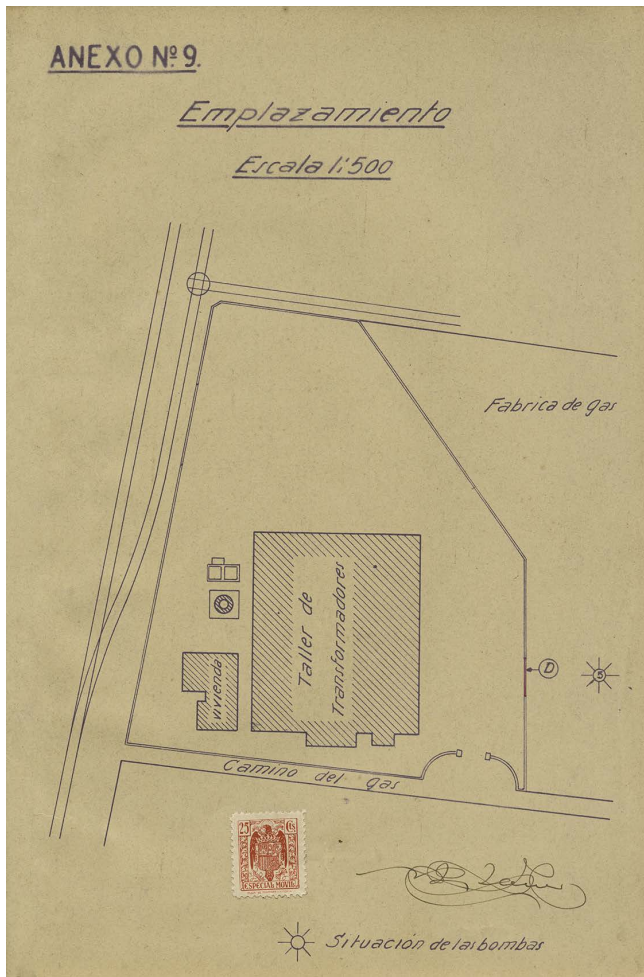 ANEXO Nº 9.
Emplazamiento
Escala 1:500
Fabrica de gas
Taller de
Transformadores
vivienda
D
5
Camino del gas
25 Cts.
ESPECIAL MOVIL
Situación de las bombas